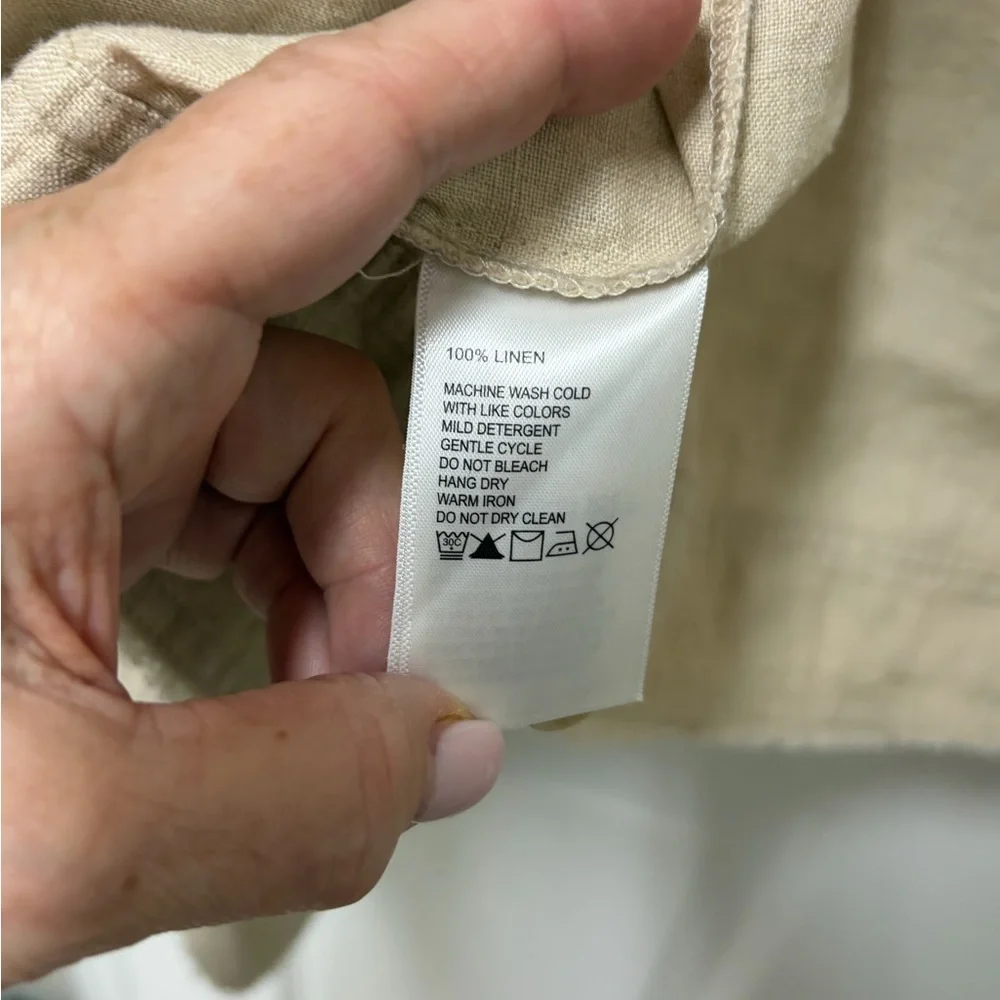 100% LINEN
MACHINE WASH COLD
WITH LIKE COLORS
MILD DETERGENT
GENTLE CYCLE
DO NOT BLEACH
HANG DRY
WARM IRON
DO NOT DRY CLEAN
30C